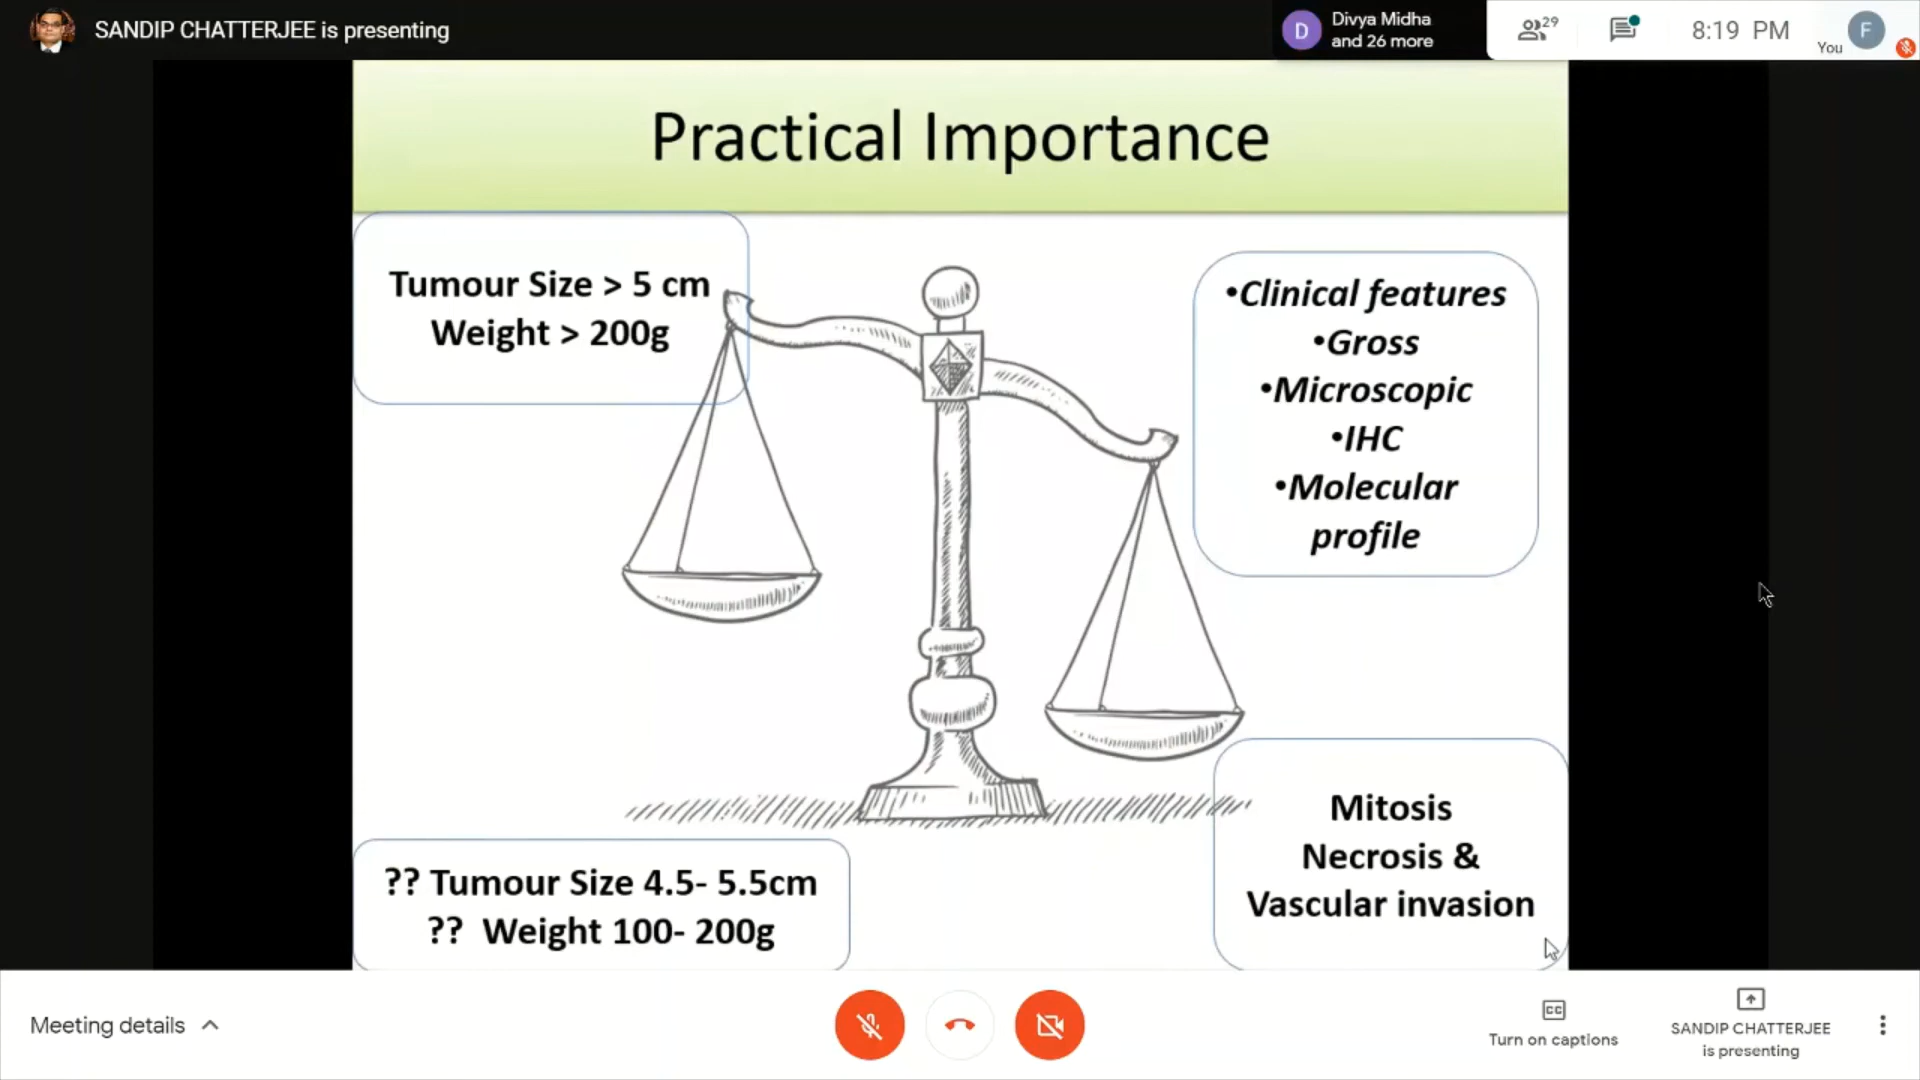 SANDIP CHATTERJEE is presenting
D
Divya Midha
and 26 more
29
8:19 PM
You
F
Practical Importance
Tumour Size > 5 cm
Weight > 200g
•Clinical features
•Gross
•Microscopic
•IHC
•Molecular
profile
Mitosis
Necrosis &
Vascular invasion
?? Tumour Size 4.5- 5.5cm
?? Weight 100- 200g
Meeting details
CC
Turn on captions
SANDIP CHATTERJEE
is presenting